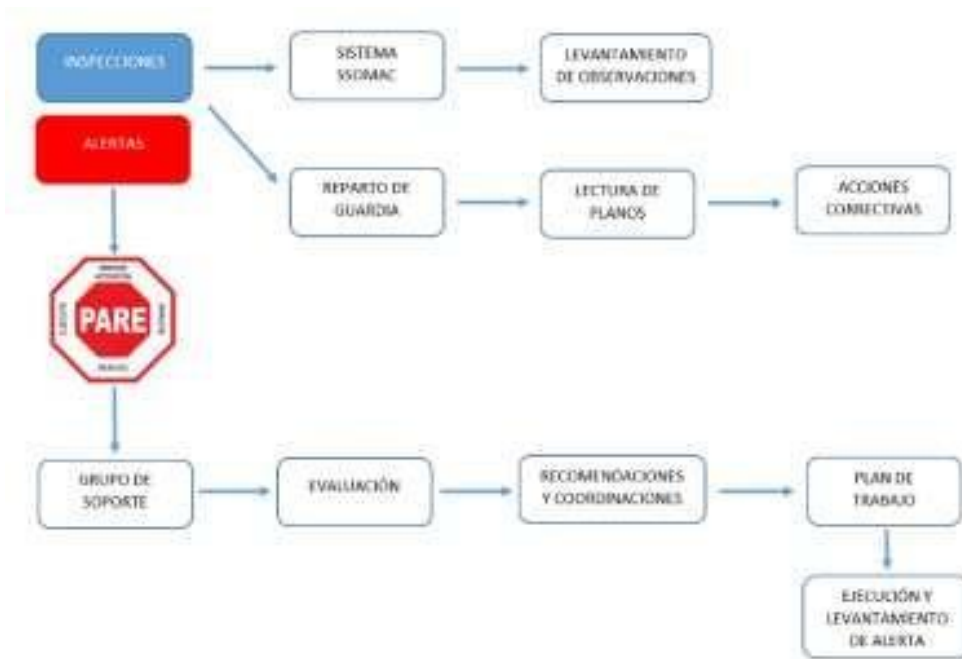 INSPECCIONES
SISTEMA
SSOMAC
LEVANTAMIENTO
DE OBSERVACIONES
ALERTAS
REPARTO DE
GUARDIA
LECTURA DE
PLANOS
ACCIONES
CORRECTIVAS
PARE
GRUPO DE
SOPORTE
EVALUACIÓN
RECOMENDACIONES
Y COORDINACIONES
PLAN DE
TRABAJO
EJECUCIÓN Y
LEVANTAMIENTO
DE ALERTA